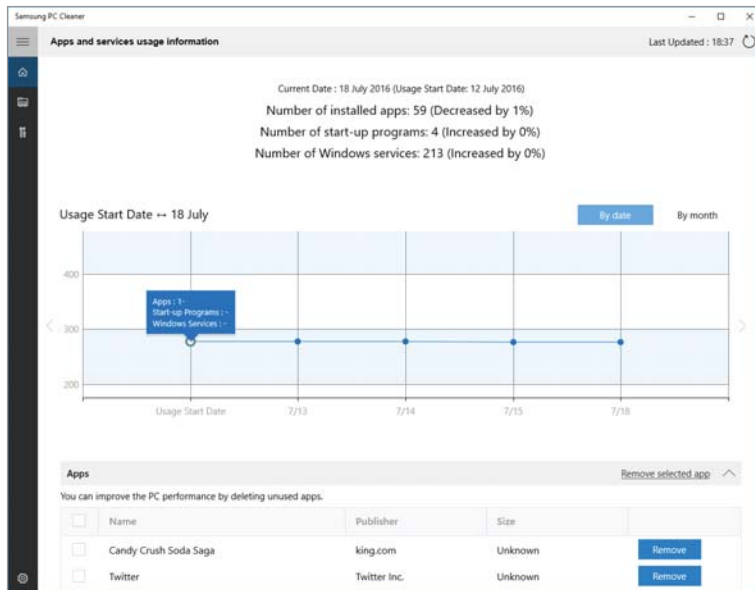 Samsung PC Cleaner
Apps and services usage information
Last Updated : 18:37
Current Date : 18 July 2016 (Usage Start Date: 12 July 2016)
Number of installed apps: 59 (Decreased by 1%)
Number of start-up programs: 4 (Increased by 0%)
Number of Windows services: 213 (Increased by 0%)
Usage Start Date ↔ 18 July
By date
By month
400
Apps : 1-
Start-up Programs : -
Windows Services : -
300
200
Usage Start Date
7/13
7/14
7/15
7/18
Apps
Remove selected app
You can improve the PC performance by deleting unused apps.
Name
Publisher
Size
Candy Crush Soda Saga
king.com
Unknown
Remove
Twitter
Twitter Inc.
Unknown
Remove